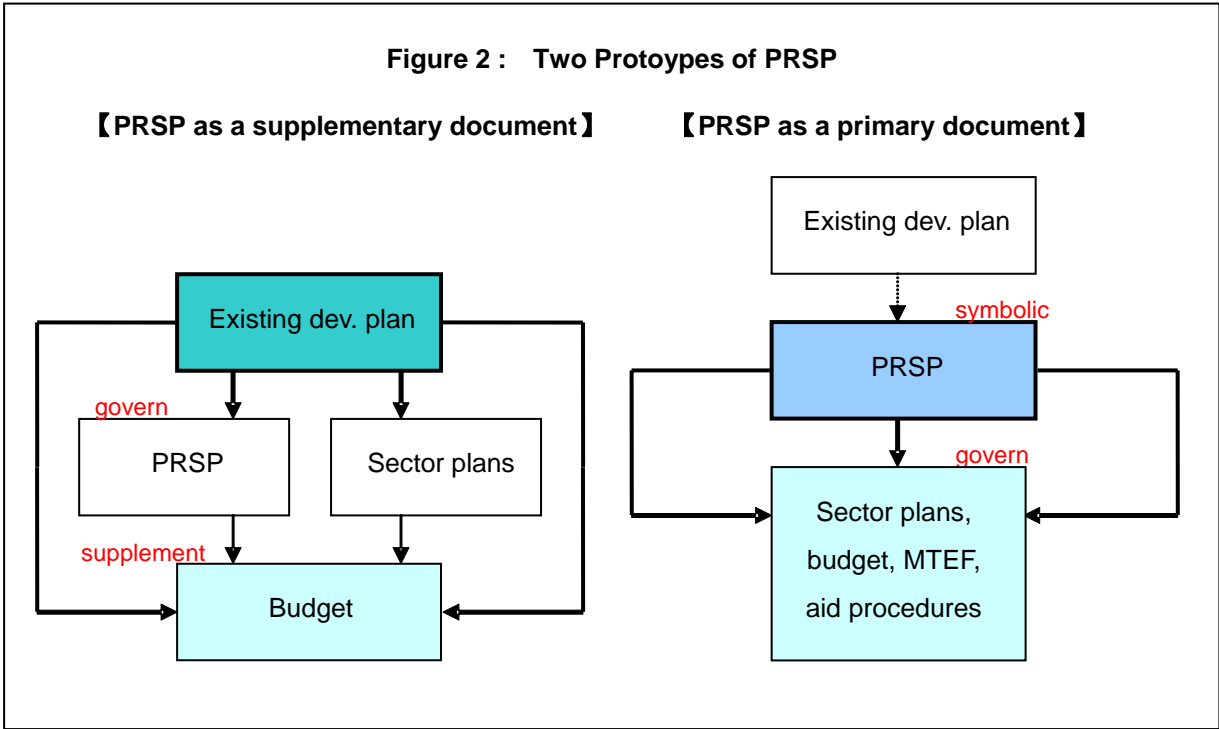 Figure 2 : Two Protoypes of PRSP
【PRSP as a supplementary document】
Existing dev. plan
govern
PRSP
Sector plans
supplement
Budget
【PRSP as a primary document】
Existing dev. plan
symbolic
PRSP
govern
Sector plans,
budget, MTEF,
aid procedures